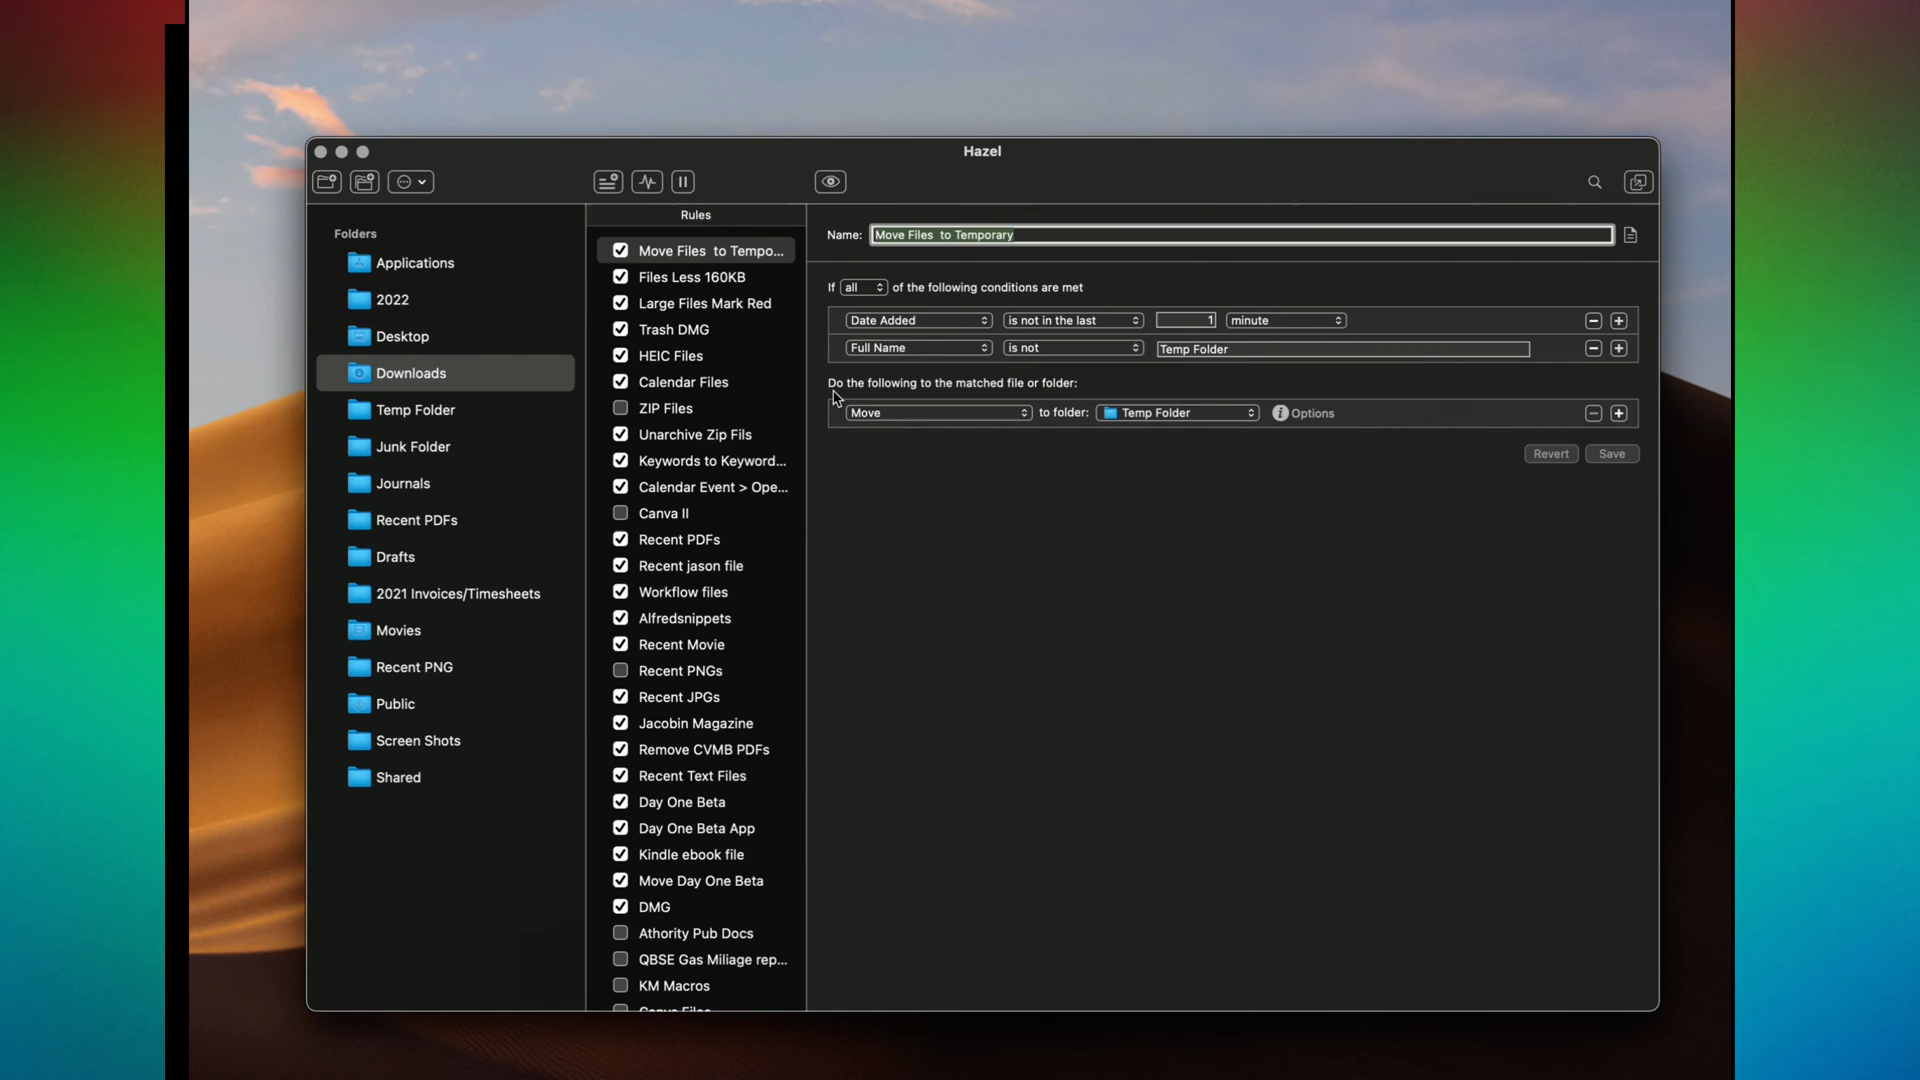 Hazel
Folders
Applications
2022
Desktop
Downloads
Temp Folder
Junk Folder
Journals
Recent PDFs
Drafts
2021 Invoices/Timesheets
Movies
Recent PNG
Public
Screen Shots
Shared
Rules
Move Files  to Tempo...
Files Less 160KB
Large Files Mark Red
Trash DMG
HEIC Files
Calendar Files
ZIP Files
Unarchive Zip Fils
Keywords to Keyword...
Calendar Event > Ope...
Canva II
Recent PDFs
Recent jason file
Workflow files
Alfredsnippets
Recent Movie
Recent PNGs
Recent JPGs
Jacobin Magazine
Remove CVMB PDFs
Recent Text Files
Day One Beta
Day One Beta App
Kindle ebook file
Move Day One Beta
DMG
Athority Pub Docs
QBSE Gas Miliage rep...
KM Macros
Canva Files
Name: Move Files  to Temporary
If all of the following conditions are met
Date Added is not in the last 1 minute
Full Name is not Temp Folder
Do the following to the matched file or folder:
Move to folder: Temp Folder Options
Revert Save